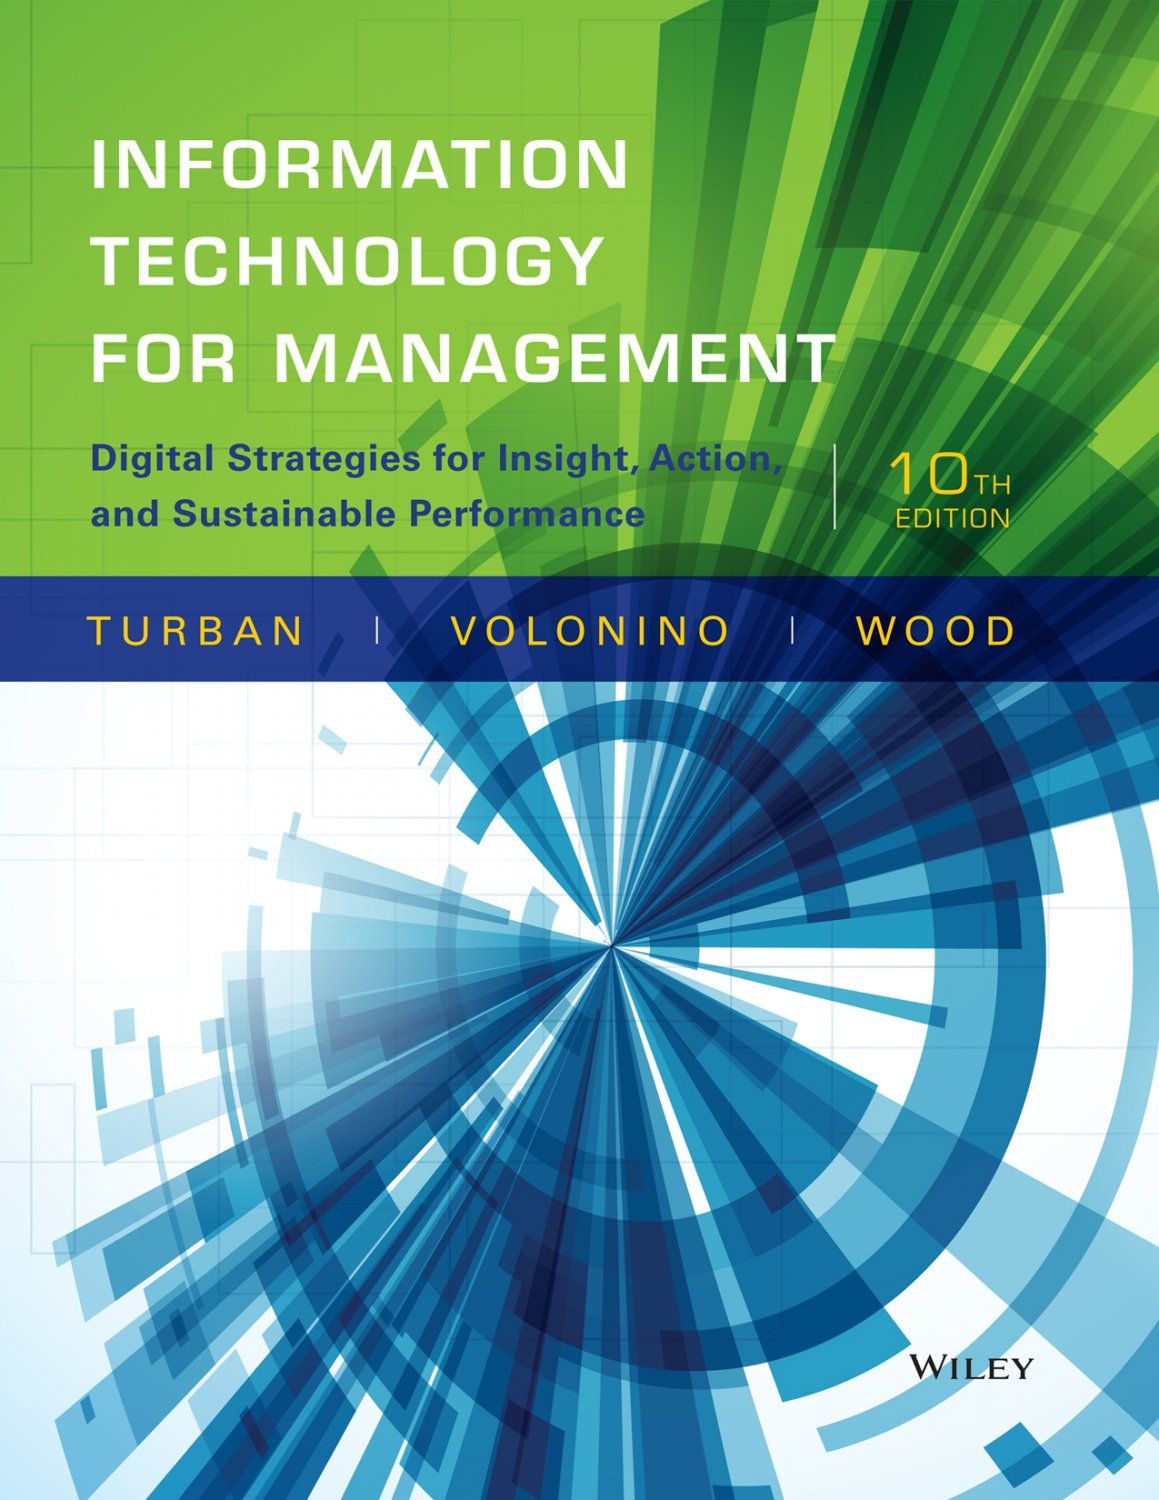 INFORMATION
TECHNOLOGY
FOR MANAGEMENT
Digital Strategies for Insight, Action,
and Sustainable Performance
10TH
EDITION
TURBAN | VOLONINO | WOOD
WILEY